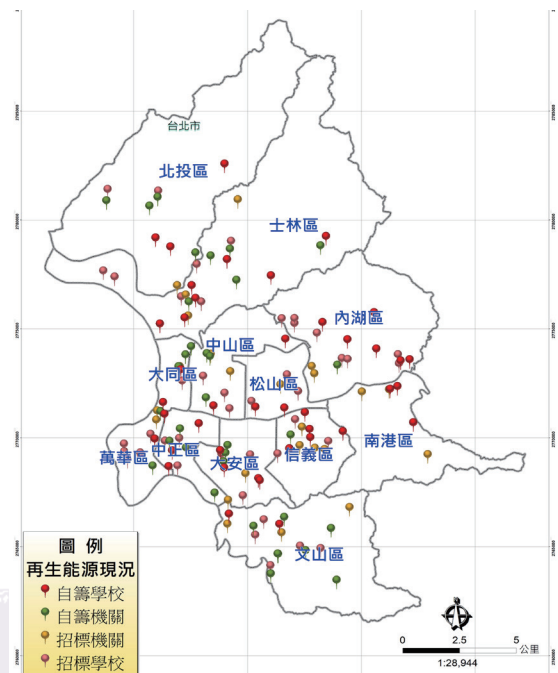 台北市
北投區
士林區
內湖區
中山區
大同區
松山區
南港區
萬華區
中正區
大安區
信義區
文山區
圖 例
再生能源現況
自籌學校
自籌機關
招標機關
招標學校
0 2.5 5 公里
1:28,944